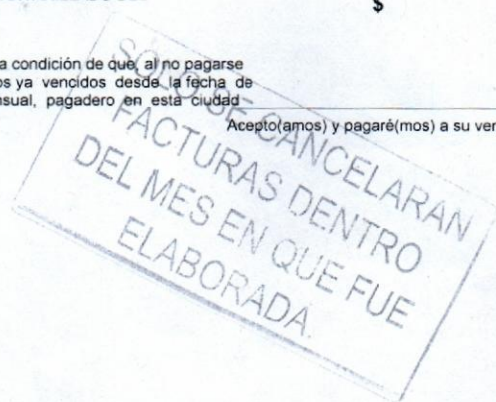 $
a condición de que, al no pagarse
os ya vencidos desde la fecha de
nsual, pagadero en esta ciudad
Acepto(amos) y pagaré(mos) a su ver
SOLO SE CANCELARAN
FACTURAS DENTRO
DEL MES EN QUE FUE
ELABORADA.